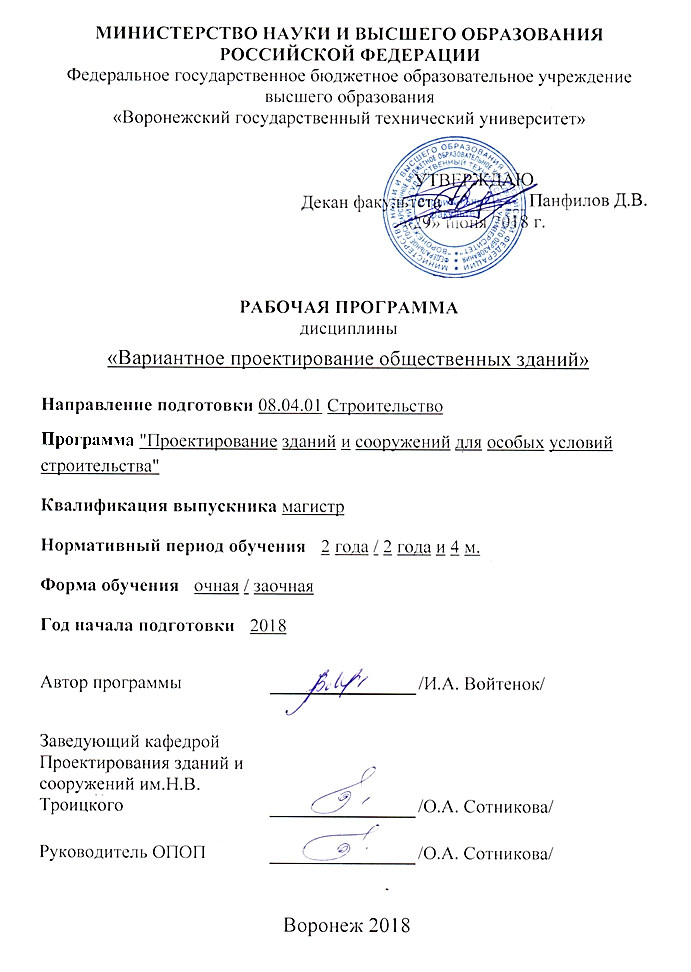 МИНИСТЕРСТВО НАУКИ И ВЫСШЕГО ОБРАЗОВАНИЯ
РОССИЙСКОЙ ФЕДЕРАЦИИ
Федеральное государственное бюджетное образовательное учреждение
высшего образования
«Воронежский государственный технический университет»
УТВЕРЖДАЮ
Декан факультета Панфилов Д.В.
«29» июня 2018 г.
РАБОЧАЯ ПРОГРАММА
дисциплины
«Вариантное проектирование общественных зданий»
Направление подготовки 08.04.01 Строительство
Программа "Проектирование зданий и сооружений для особых условий
строительства"
Квалификация выпускника магистр
Нормативный период обучения 2 года / 2 года и 4 м.
Форма обучения очная / заочная
Год начала подготовки 2018
Автор программы /И.А. Войтенок/
Заведующий кафедрой
Проектирования зданий и
сооружений им.Н.В.
Троицкого /О.А. Сотникова/
Руководитель ОПОП /О.А. Сотникова/
Воронеж 2018